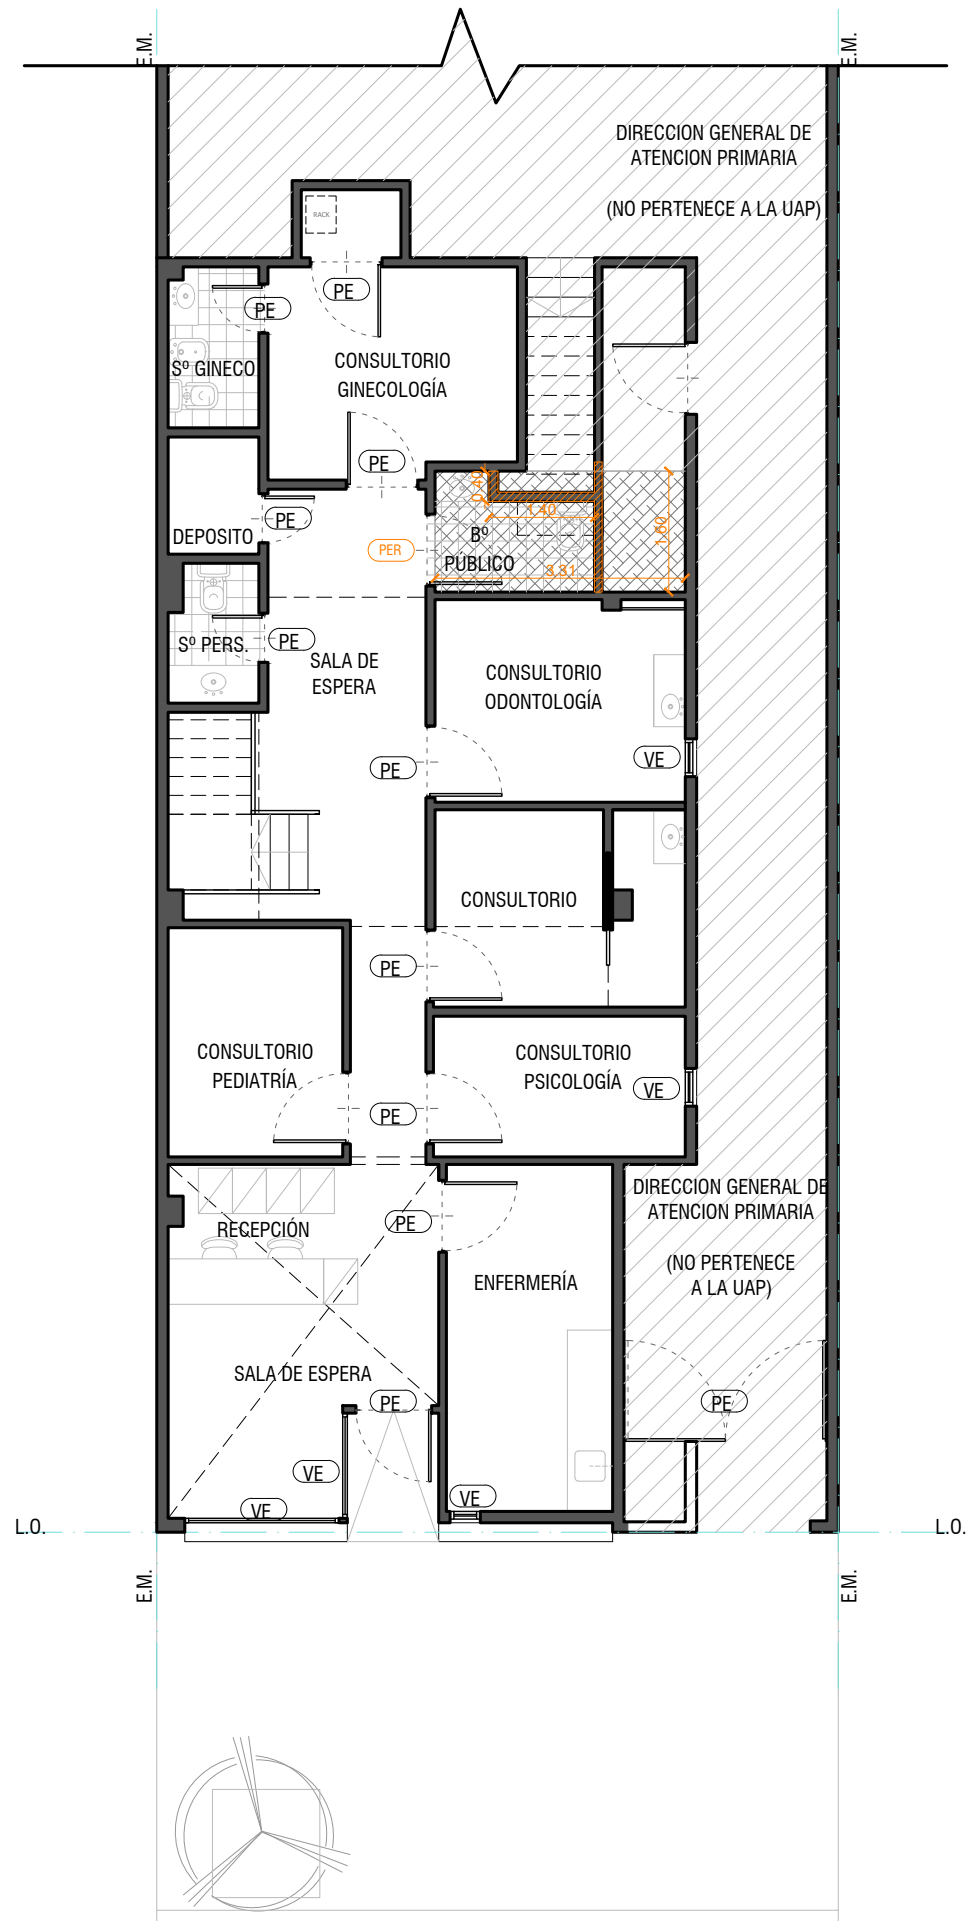 E.M.
E.M.
DIRECCION GENERAL DE
ATENCION PRIMARIA
(NO PERTENECE A LA UAP)
RACK
PE
PE
Sº GINECO.
CONSULTORIO
GINECOLOGÍA
PE
0.49
1.40
1.60
PE
DEPOSITO
Bº
PÚBLICO
PER
3.31
PE
Sº PERS.
SALA DE
ESPERA
CONSULTORIO
ODONTOLOGÍA
VE
PE
CONSULTORIO
PE
CONSULTORIO
PEDIATRÍA
CONSULTORIO
PSICOLOGÍA
VE
PE
DIRECCION GENERAL DE
ATENCION PRIMARIA
(NO PERTENECE
A LA UAP)
PE
RECEPCIÓN
ENFERMERÍA
SALA DE ESPERA
PE
PE
VE
VE
VE
L.O.
L.O.
E.M.
E.M.